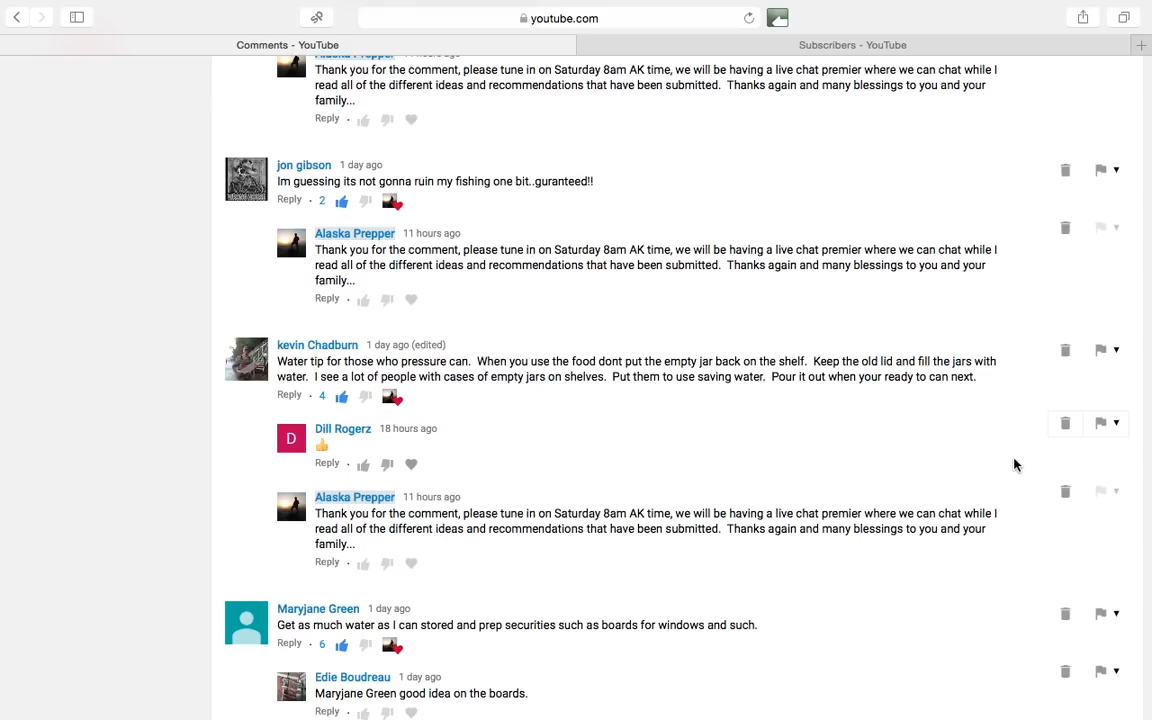 youtube.com
Comments - YouTube
Subscribers - YouTube
Alaska Prepper 11 hours ago
Thank you for the comment, please tune in on Saturday 8am AK time, we will be having a live chat premier where we can chat while I
read all of the different ideas and recommendations that have been submitted. Thanks again and many blessings to you and your
family...
Reply
jon gibson 1 day ago
Im guessing its not gonna ruin my fishing one bit..guranteed!!
Reply 2
Alaska Prepper 11 hours ago
Thank you for the comment, please tune in on Saturday 8am AK time, we will be having a live chat premier where we can chat while I
read all of the different ideas and recommendations that have been submitted. Thanks again and many blessings to you and your
family...
Reply
kevin Chadburn 1 day ago (edited)
Water tip for those who pressure can. When you use the food dont put the empty jar back on the shelf. Keep the old lid and fill the jars with
water. I see a lot of people with cases of empty jars on shelves. Put them to use saving water. Pour it out when your ready to can next.
Reply 4
D
Dill Rogerz 18 hours ago
👍
Reply
Alaska Prepper 11 hours ago
Thank you for the comment, please tune in on Saturday 8am AK time, we will be having a live chat premier where we can chat while I
read all of the different ideas and recommendations that have been submitted. Thanks again and many blessings to you and your
family...
Reply
Maryjane Green 1 day ago
Get as much water as I can stored and prep securities such as boards for windows and such.
Reply 6
Edie Boudreau 1 day ago
Maryjane Green good idea on the boards.
Reply